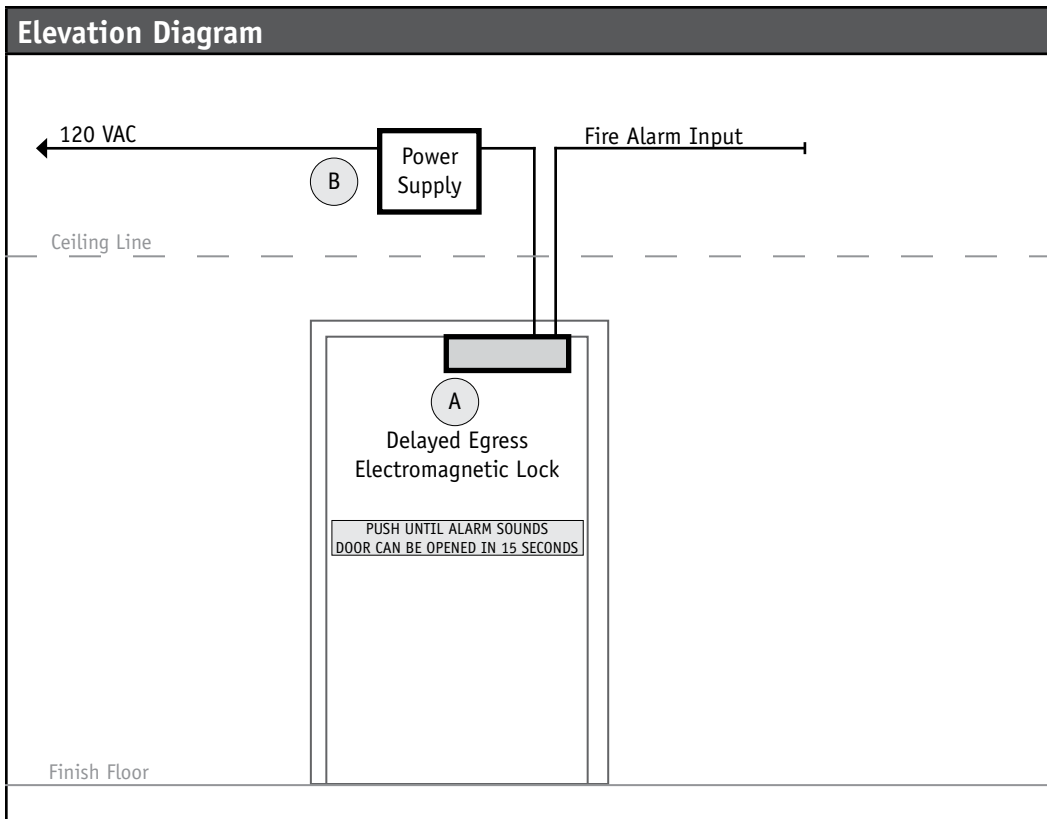 Elevation Diagram
120 VAC
Fire Alarm Input
Power
Supply
B
Ceiling Line
A
Delayed Egress
Electromagnetic Lock
PUSH UNTIL ALARM SOUNDS
DOOR CAN BE OPENED IN 15 SECONDS
Finish Floor